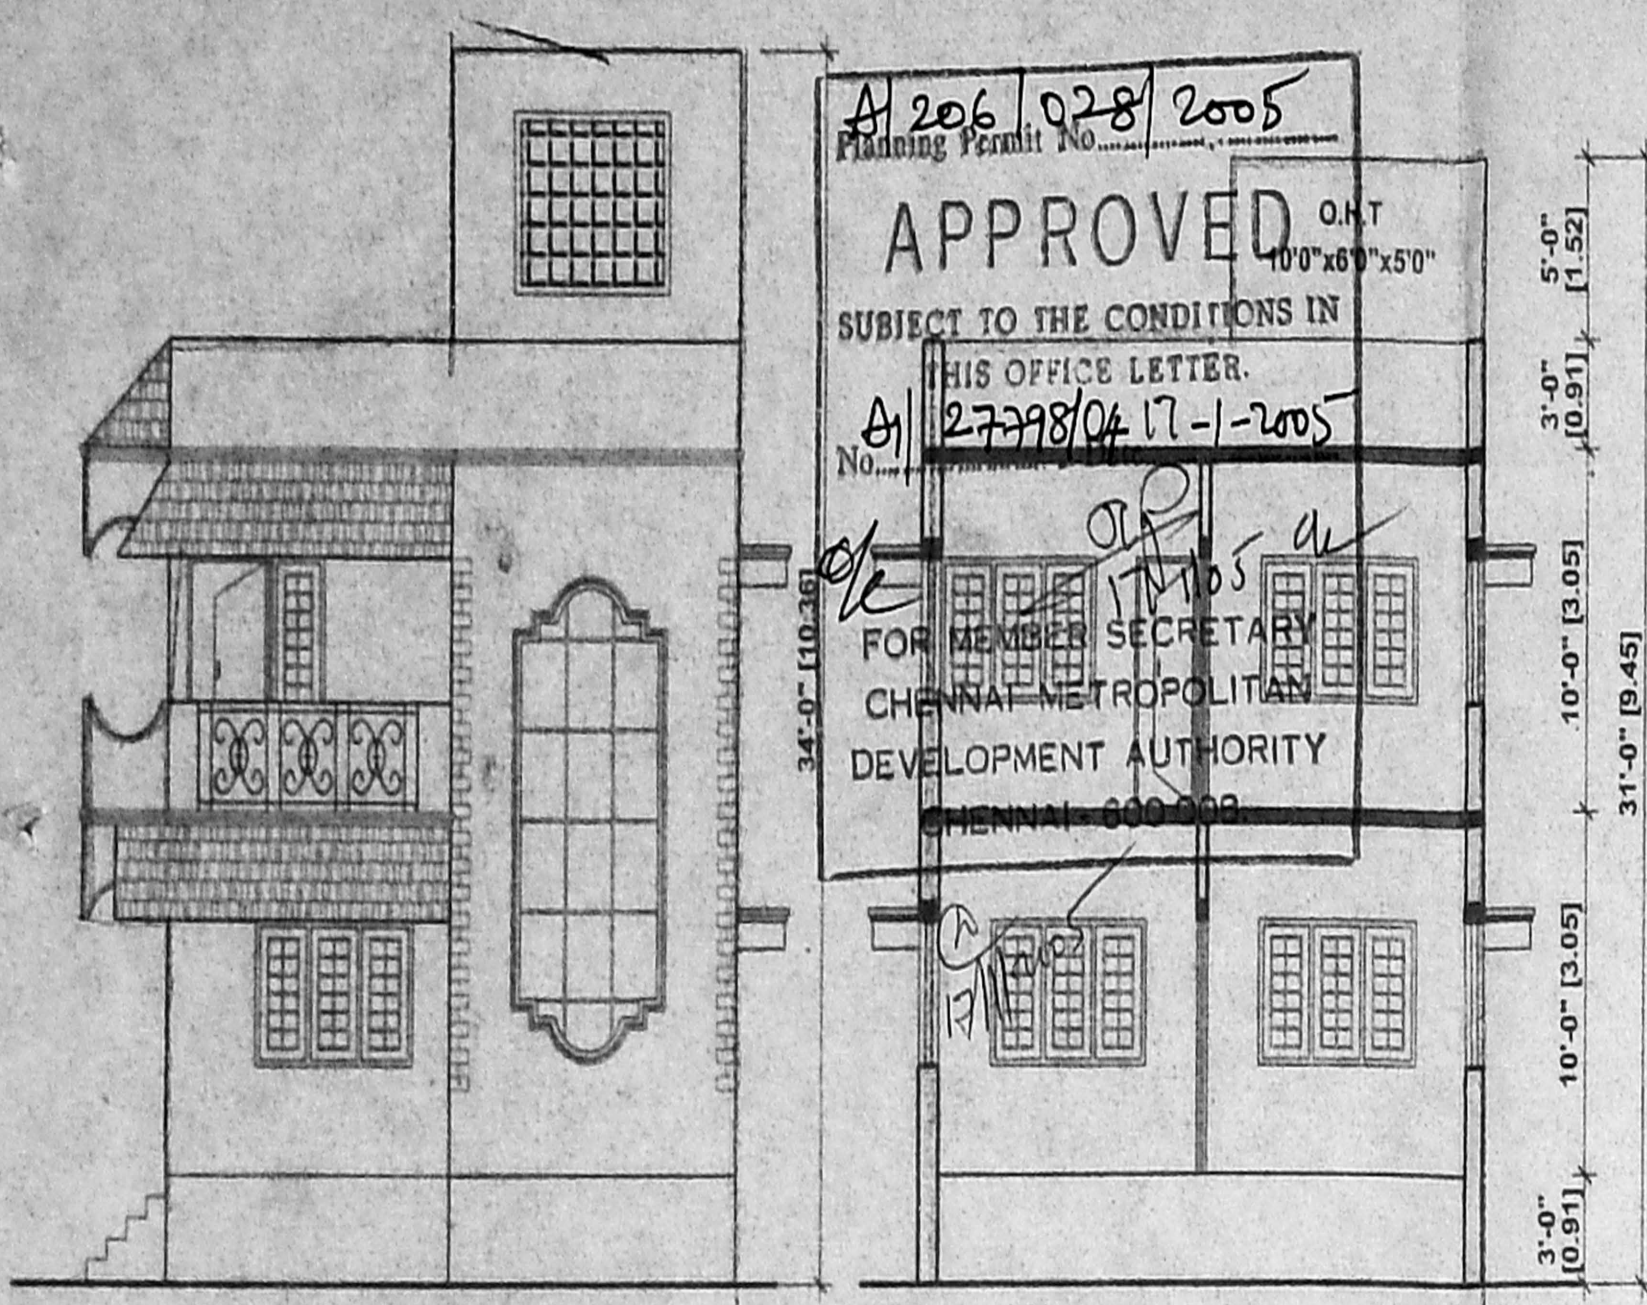 A/ 206 / 028 / 2005
Planning Permit No..................
APPROVED
O.H.T
10'0"x6'0"x5'0"
SUBJECT TO THE CONDITIONS IN
THIS OFFICE LETTER.
A1/ 27798/04 17-1-2005
No.................. Date
17/1/05
FOR MEMBER SECRETARY
CHENNAI METROPOLITAN
DEVELOPMENT AUTHORITY
CHENNAI - 600 008.
34'-0" [10.36]
5'-0"
[1.52]
3'-0"
[0.91]
10'-0" [3.05]
31'-0" [9.45]
10'-0" [3.05]
3'-0"
[0.91]